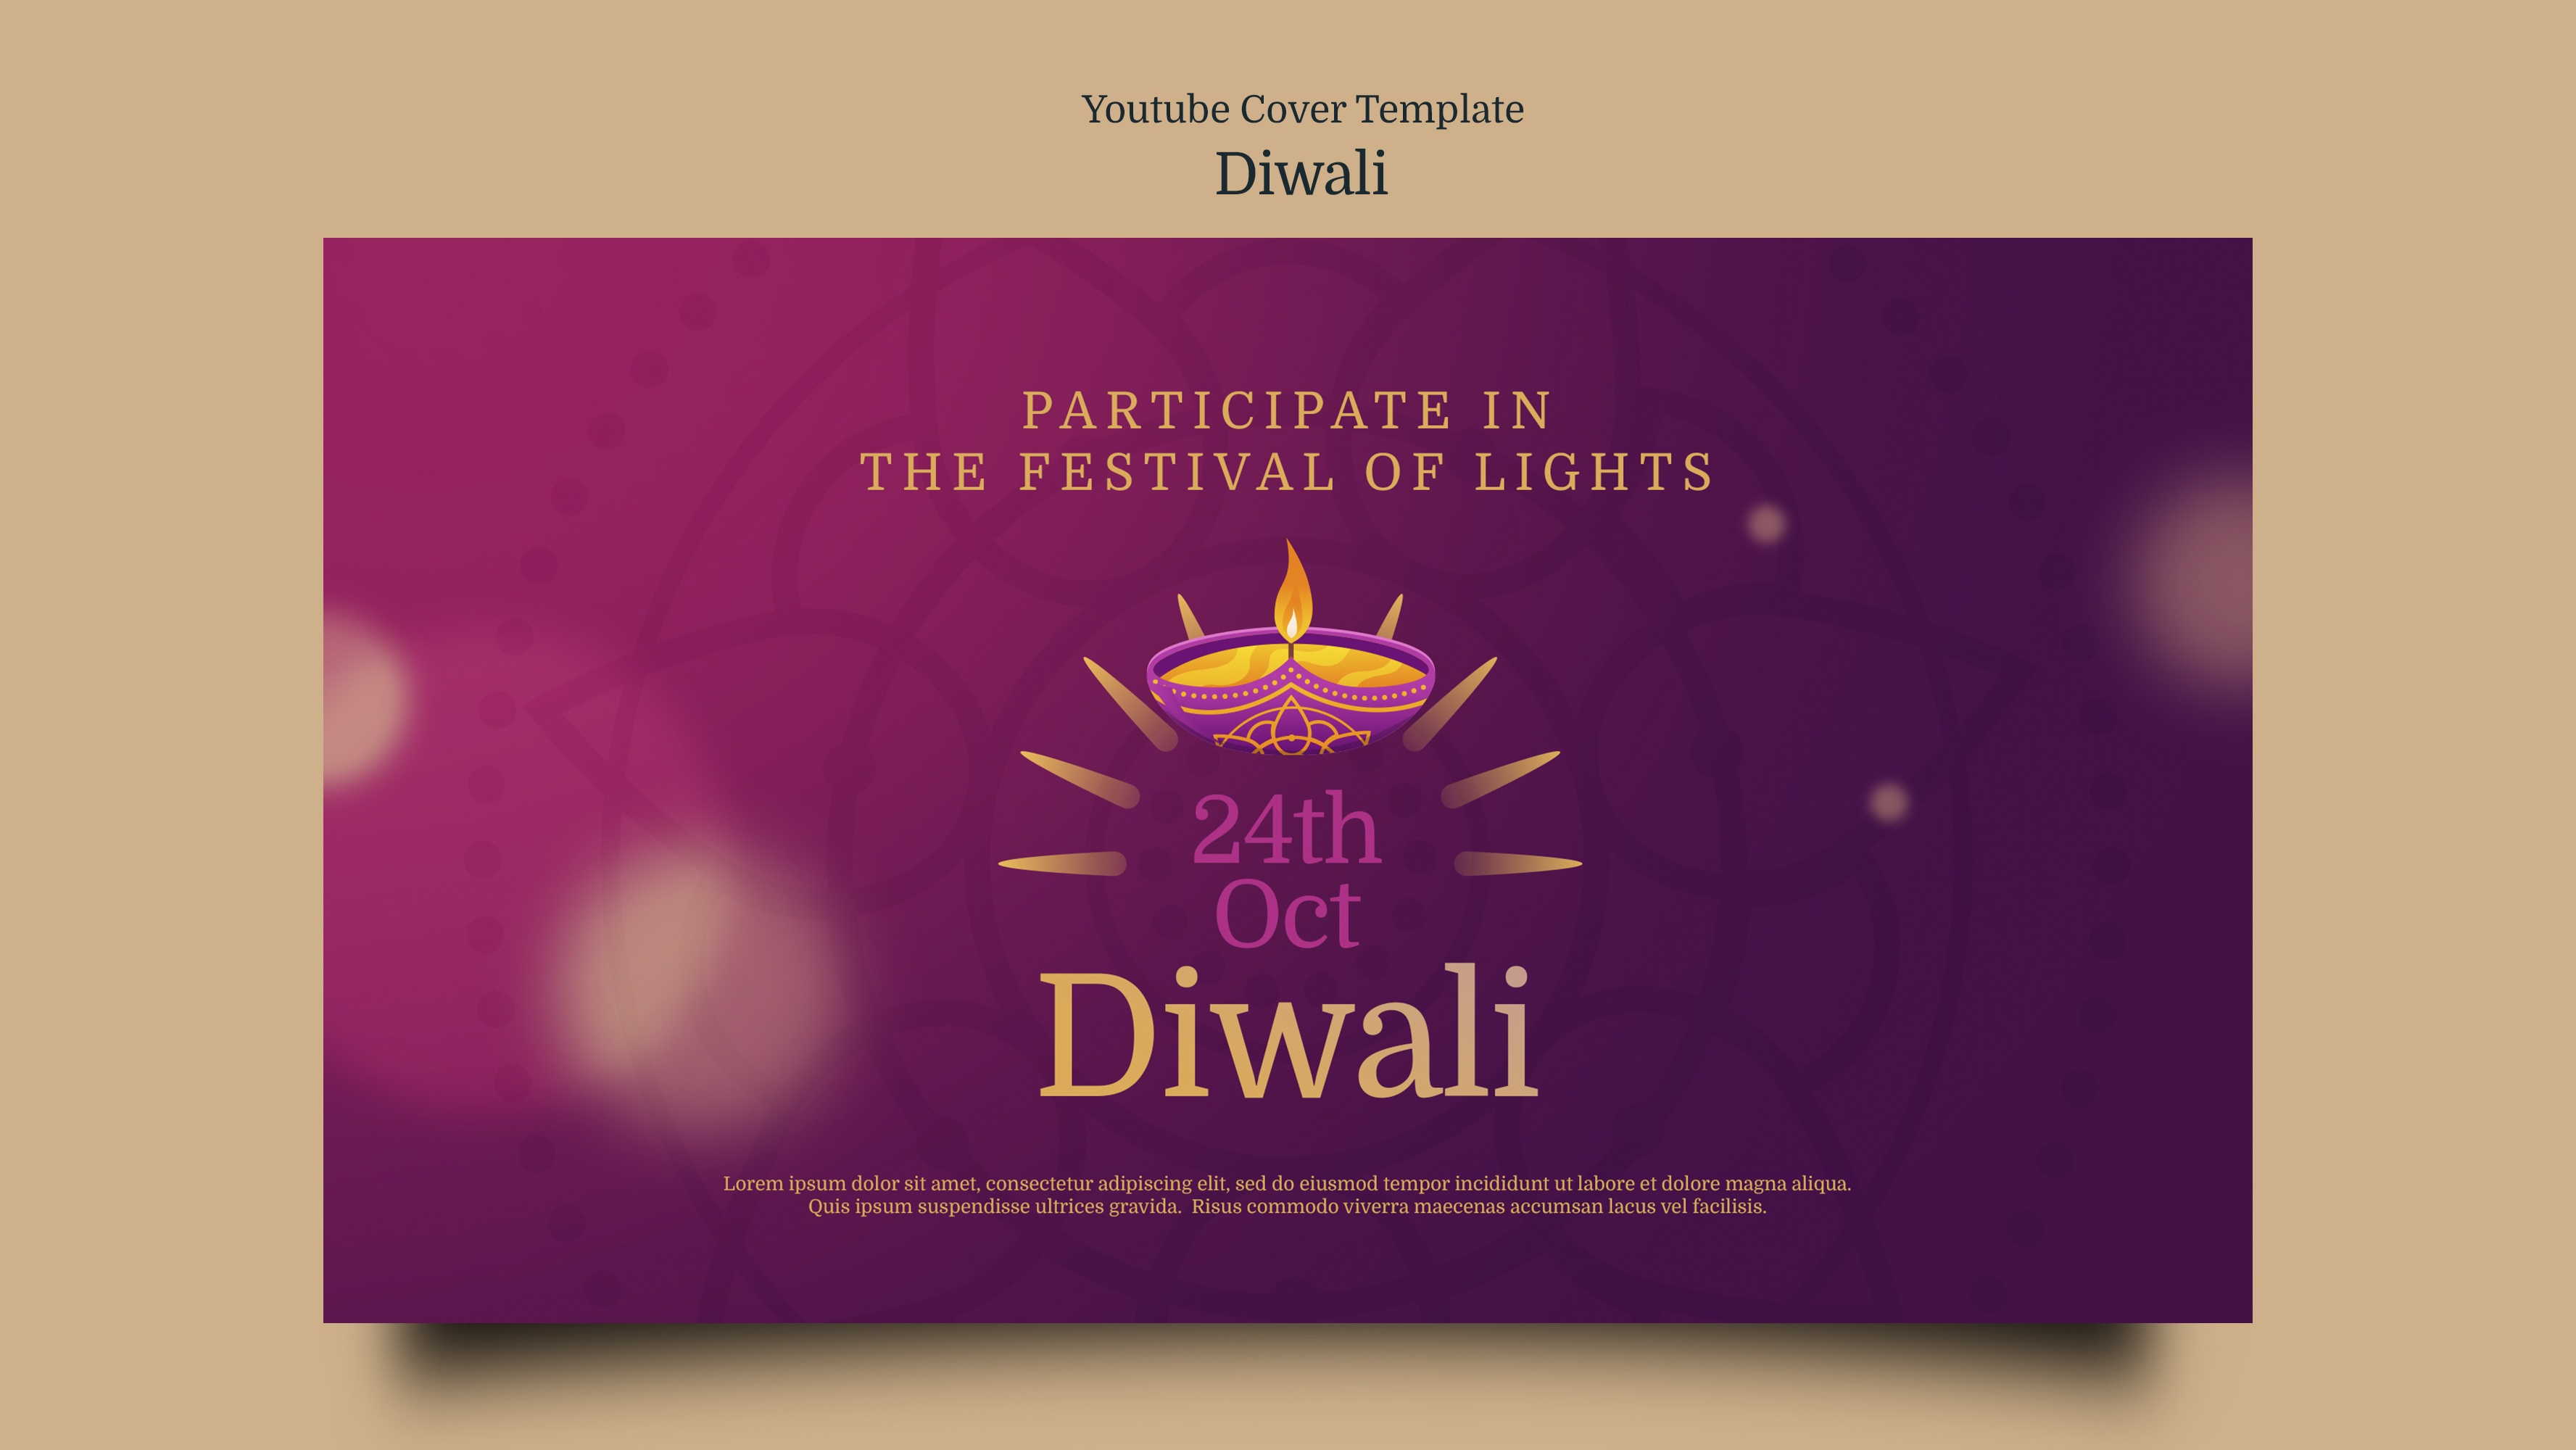 Youtube Cover Template
Diwali
PARTICIPATE IN
THE FESTIVAL OF LIGHTS
24th
Oct
Diwali
Lorem ipsum dolor sit amet, consectetur adipiscing elit, sed do eiusmod tempor incididunt ut labore et dolore magna aliqua.
Quis ipsum suspendisse ultrices gravida.  Risus commodo viverra maecenas accumsan lacus vel facilisis.